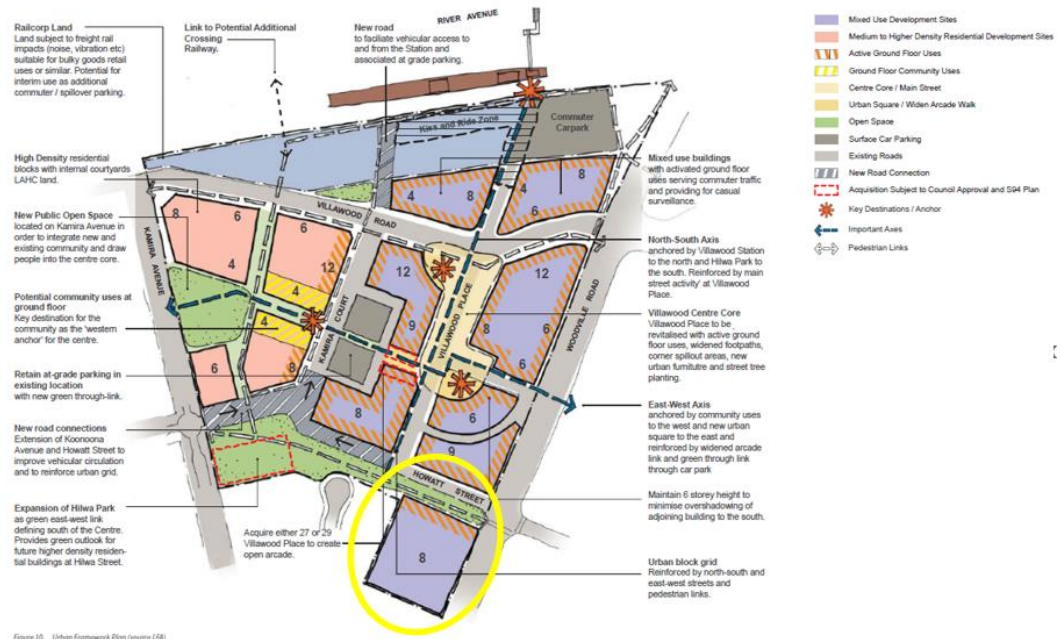 Railcorp Land
Land subject to freight rail
impacts (noise, vibration etc)
suitable for bulky goods retail
uses or similar. Potential for
interim use as additional
commuter / spillover parking.
Link to Potential Additional
Crossing
Railway.
New road
to faciliate vehicular access to
and from the Station and
associated at grade parking.
RIVER AVENUE
Kiss and Ride Zone
Commuter
Carpark
High Density residential
blocks with internal courtyards
LAHC land.
New Public Open Space
located on Kamira Avenue in
order to integrate new and
existing community and draw
people into the centre core.
Potential community uses at
ground floor
Key destination for the
community as the 'western
anchor' for the centre.
Retain at-grade parking in
existing location
with new green through-link.
New road connections
Extension of Koonoona
Avenue and Howatt Street to
improve vehicular circulation
and to reinforce urban grid.
Expansion of Hilwa Park
as green east-west link
defining south of the Centre.
Provides green outlook for
future higher density residen-
tial buildings at Hilwa Street.
KAMIRA AVENUE
VILLAWOOD ROAD
KAMIRA COURT
VILLAWOOD PLACE
WOODVILLE ROAD
HOWATT STREET
4
8
4
8
6
8
6
4
6
12
4
4
8
6
12
9
8
12
8
6
6
9
8
8
Acquire either 27 or 29
Villawood Place to create
open arcade.
Mixed use buildings
with activated ground floor
uses serving commuter traffic
and providing for casual
surveillance.
North-South Axis
anchored by Villawood Station
to the north and Hilwa Park to
the south. Reinforced by main
street activity' at Villawood
Place.
Villawood Centre Core
Villawood Place to be
revitalised with active ground
floor uses, widened footpaths,
corner spillout areas, new
urban furnitutre and street tree
planting.
East-West Axis
anchored by community uses
to the west and new urban
square to the east and
reinforced by widened arcade
link and green through link
through car park
Maintain 6 storey height to
minimise overshadowing of
adjoining building to the south.
Urban block grid
Reinforced by north-south and
east-west streets and
pedestrian links.
Mixed Use Development Sites
Medium to Higher Density Residential Development Sites
Active Ground Floor Uses
Ground Floor Community Uses
Centre Core / Main Street
Urban Square / Widen Arcade Walk
Open Space
Surface Car Parking
Existing Roads
New Road Connection
Acquisition Subject to Council Approval and S94 Plan
Key Destinations / Anchor
Important Axes
Pedestrian Links
Figure 10 Urban Framework Plan (source LFA)